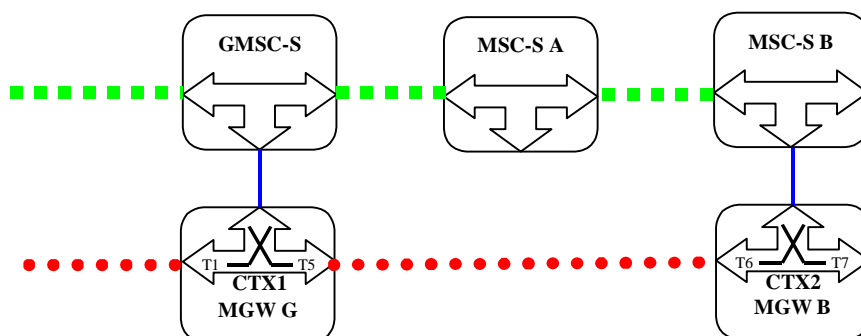 GMSC-S
MSC-S A
MSC-S B
T1 T5
CTX1
MGW G
T6 T7
CTX2
MGW B